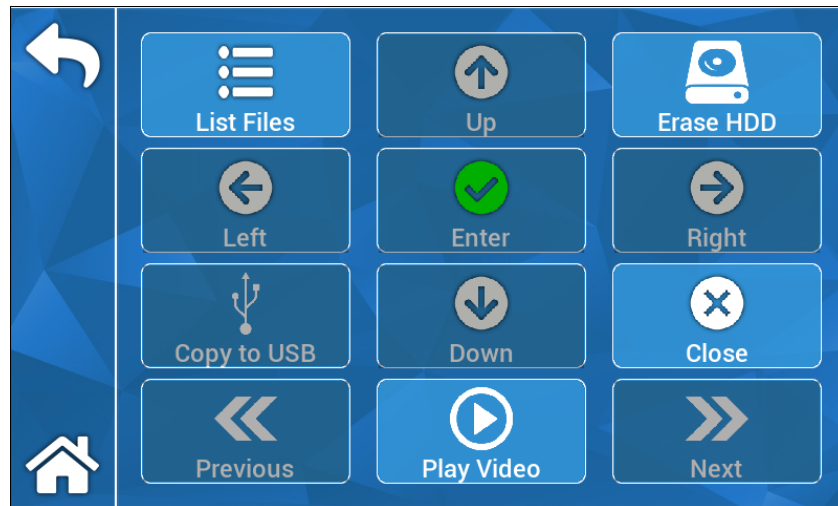 List Files
Up
Erase HDD
Left
Enter
Right
Copy to USB
Down
Close
Previous
Play Video
Next